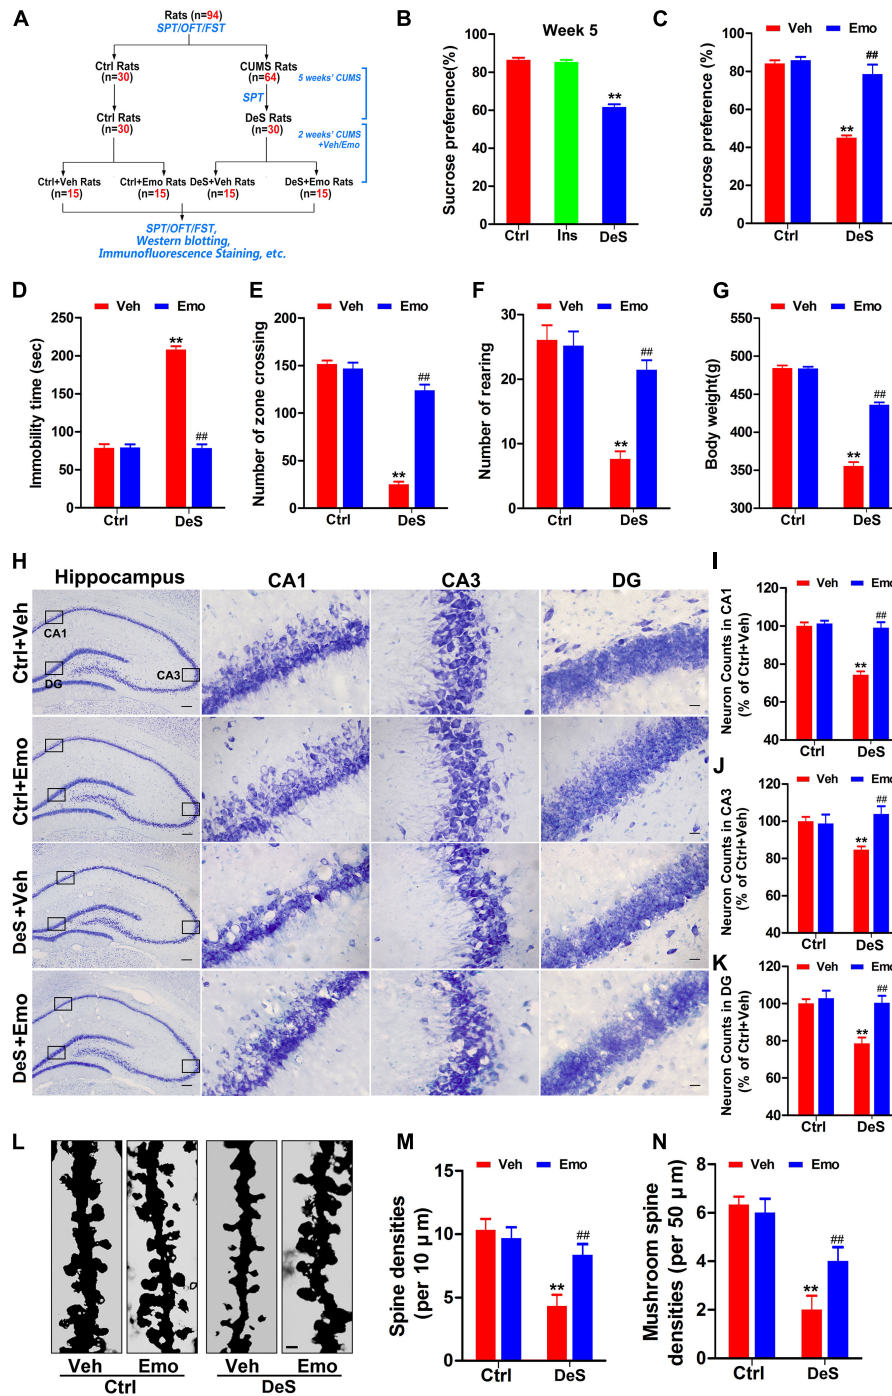 A
Rats (n=94)
SPT/OFT/FST
Ctrl Rats
(n=30)
CUMS Rats
(n=64)
5 weeks' CUMS
SPT
Ctrl Rats
(n=30)
DeS Rats
(n=30)
2 weeks' CUMS
+Veh/Emo
Ctrl+Veh Rats
(n=15)
Ctrl+Emo Rats
(n=15)
DeS+Veh Rats
(n=15)
DeS+Emo Rats
(n=15)
SPT/OFT/FST,
Western blotting,
Immunofluorescence Staining, etc.
B
Week 5
Sucrose preference(%)
100
80
60
40
20
0
**
Ctrl Ins DeS
C
Veh Emo
Sucrose preference (%)
100
80
60
40
20
0
**
##
Ctrl DeS
D
Veh Emo
Immobility time (sec)
250
200
150
100
50
0
**
##
Ctrl DeS
E
Veh Emo
Number of zone crossing
200
150
100
50
0
**
##
Ctrl DeS
F
Veh Emo
Number of rearing
30
20
10
0
**
##
Ctrl DeS
G
Veh Emo
Body weight(g)
550
500
450
400
350
300
**
##
Ctrl DeS
H
Hippocampus CA1 CA3 DG
Ctrl+Veh
CA1
DG
CA3
Ctrl+Emo
DeS+Veh
DeS+Emo
I
Veh Emo
Neuron Counts in CA1
(% of Ctrl+Veh)
120
100
80
60
40
**
##
Ctrl DeS
J
Veh Emo
Neuron Counts in CA3
(% of Ctrl+Veh)
120
100
80
60
40
**
##
Ctrl DeS
K
Veh Emo
Neuron Counts in DG
(% of Ctrl+Veh)
120
100
80
60
40
**
##
Ctrl DeS
L
Veh Emo Veh Emo
Ctrl DeS
M
Veh Emo
Spine densities
(per 10 μm)
15
10
5
0
**
##
Ctrl DeS
N
Veh Emo
Mushroom spine
densities (per 50 μm)
8
6
4
2
0
**
##
Ctrl DeS